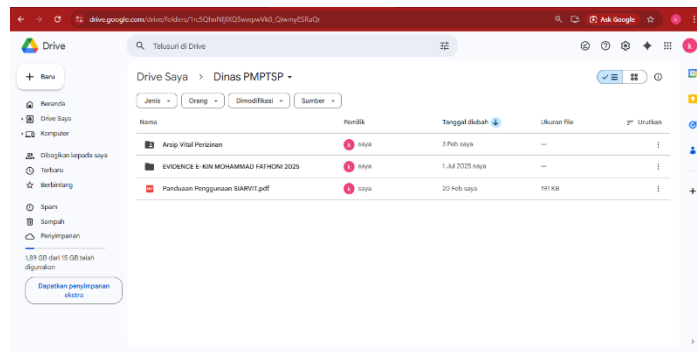 drive.google.com/drive/folders/1rc5QhnNfjIXQ5wwpwVk0_QiwmyESRaQr
Ask Google
Drive
Telusuri di Drive
Baru
Drive Saya > Dinas PMPTSP
Jenis Orang Dimodifikasi Sumber
Beranda
Drive Saya
Komputer
Dibagikan kepada saya
Terbaru
Berbintang
Spam
Sampah
Penyimpanan
1,89 GB dari 15 GB telah
digunakan
Dapatkan penyimpanan
ekstra
Nama Pemilik Tanggal diubah Ukuran file Urutkan
Arsip Vital Perizinan saya 3 Feb saya —
EVIDENCE E-KIN MOHAMMAD FATHONI 2025 saya 1 Jul 2025 saya —
Panduaan Penggunaan SIARVIT.pdf saya 20 Feb saya 191 KB